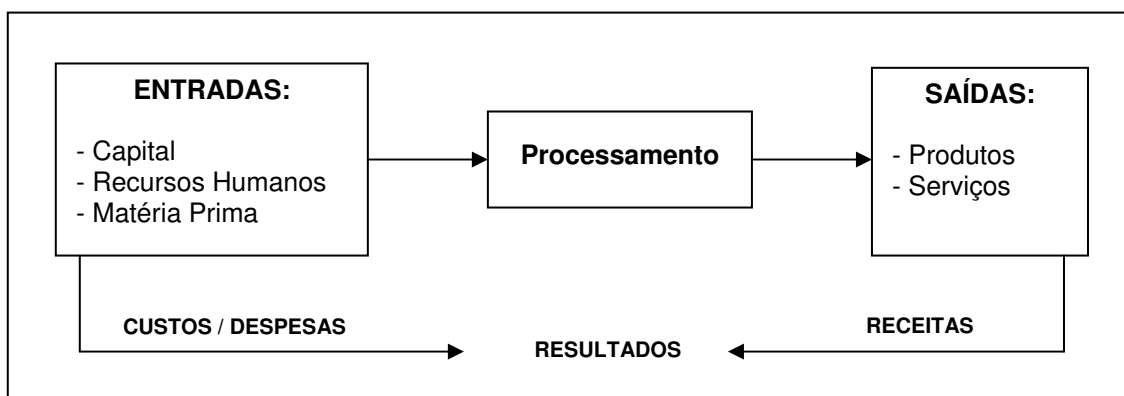 ENTRADAS:
- Capital
- Recursos Humanos
- Matéria Prima
Processamento
SAÍDAS:
- Produtos
- Serviços
CUSTOS / DESPESAS
RESULTADOS
RECEITAS